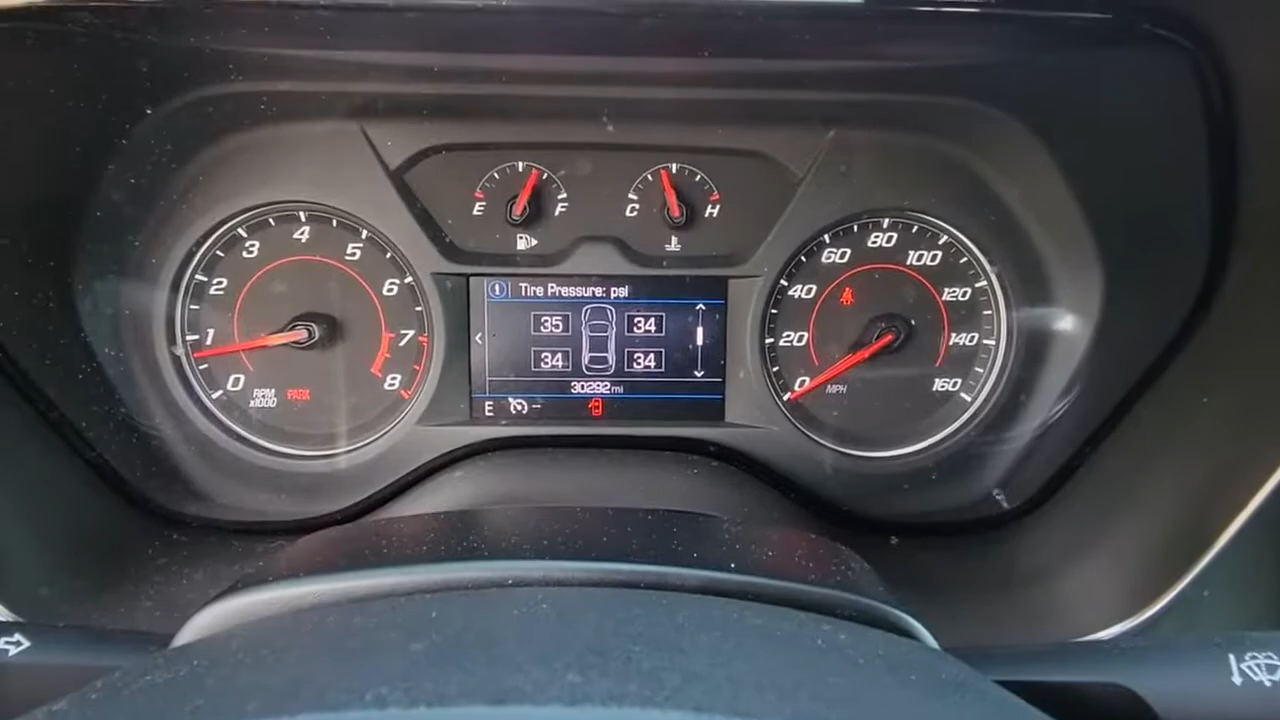 E F
C H
0 1 2 3 4 5 6 7 8
RPM
x1000
PARK
i Tire Pressure: psi
35 34
34 34
30292 mi
E --
0 20 40 60 80 100 120 140 160
MPH